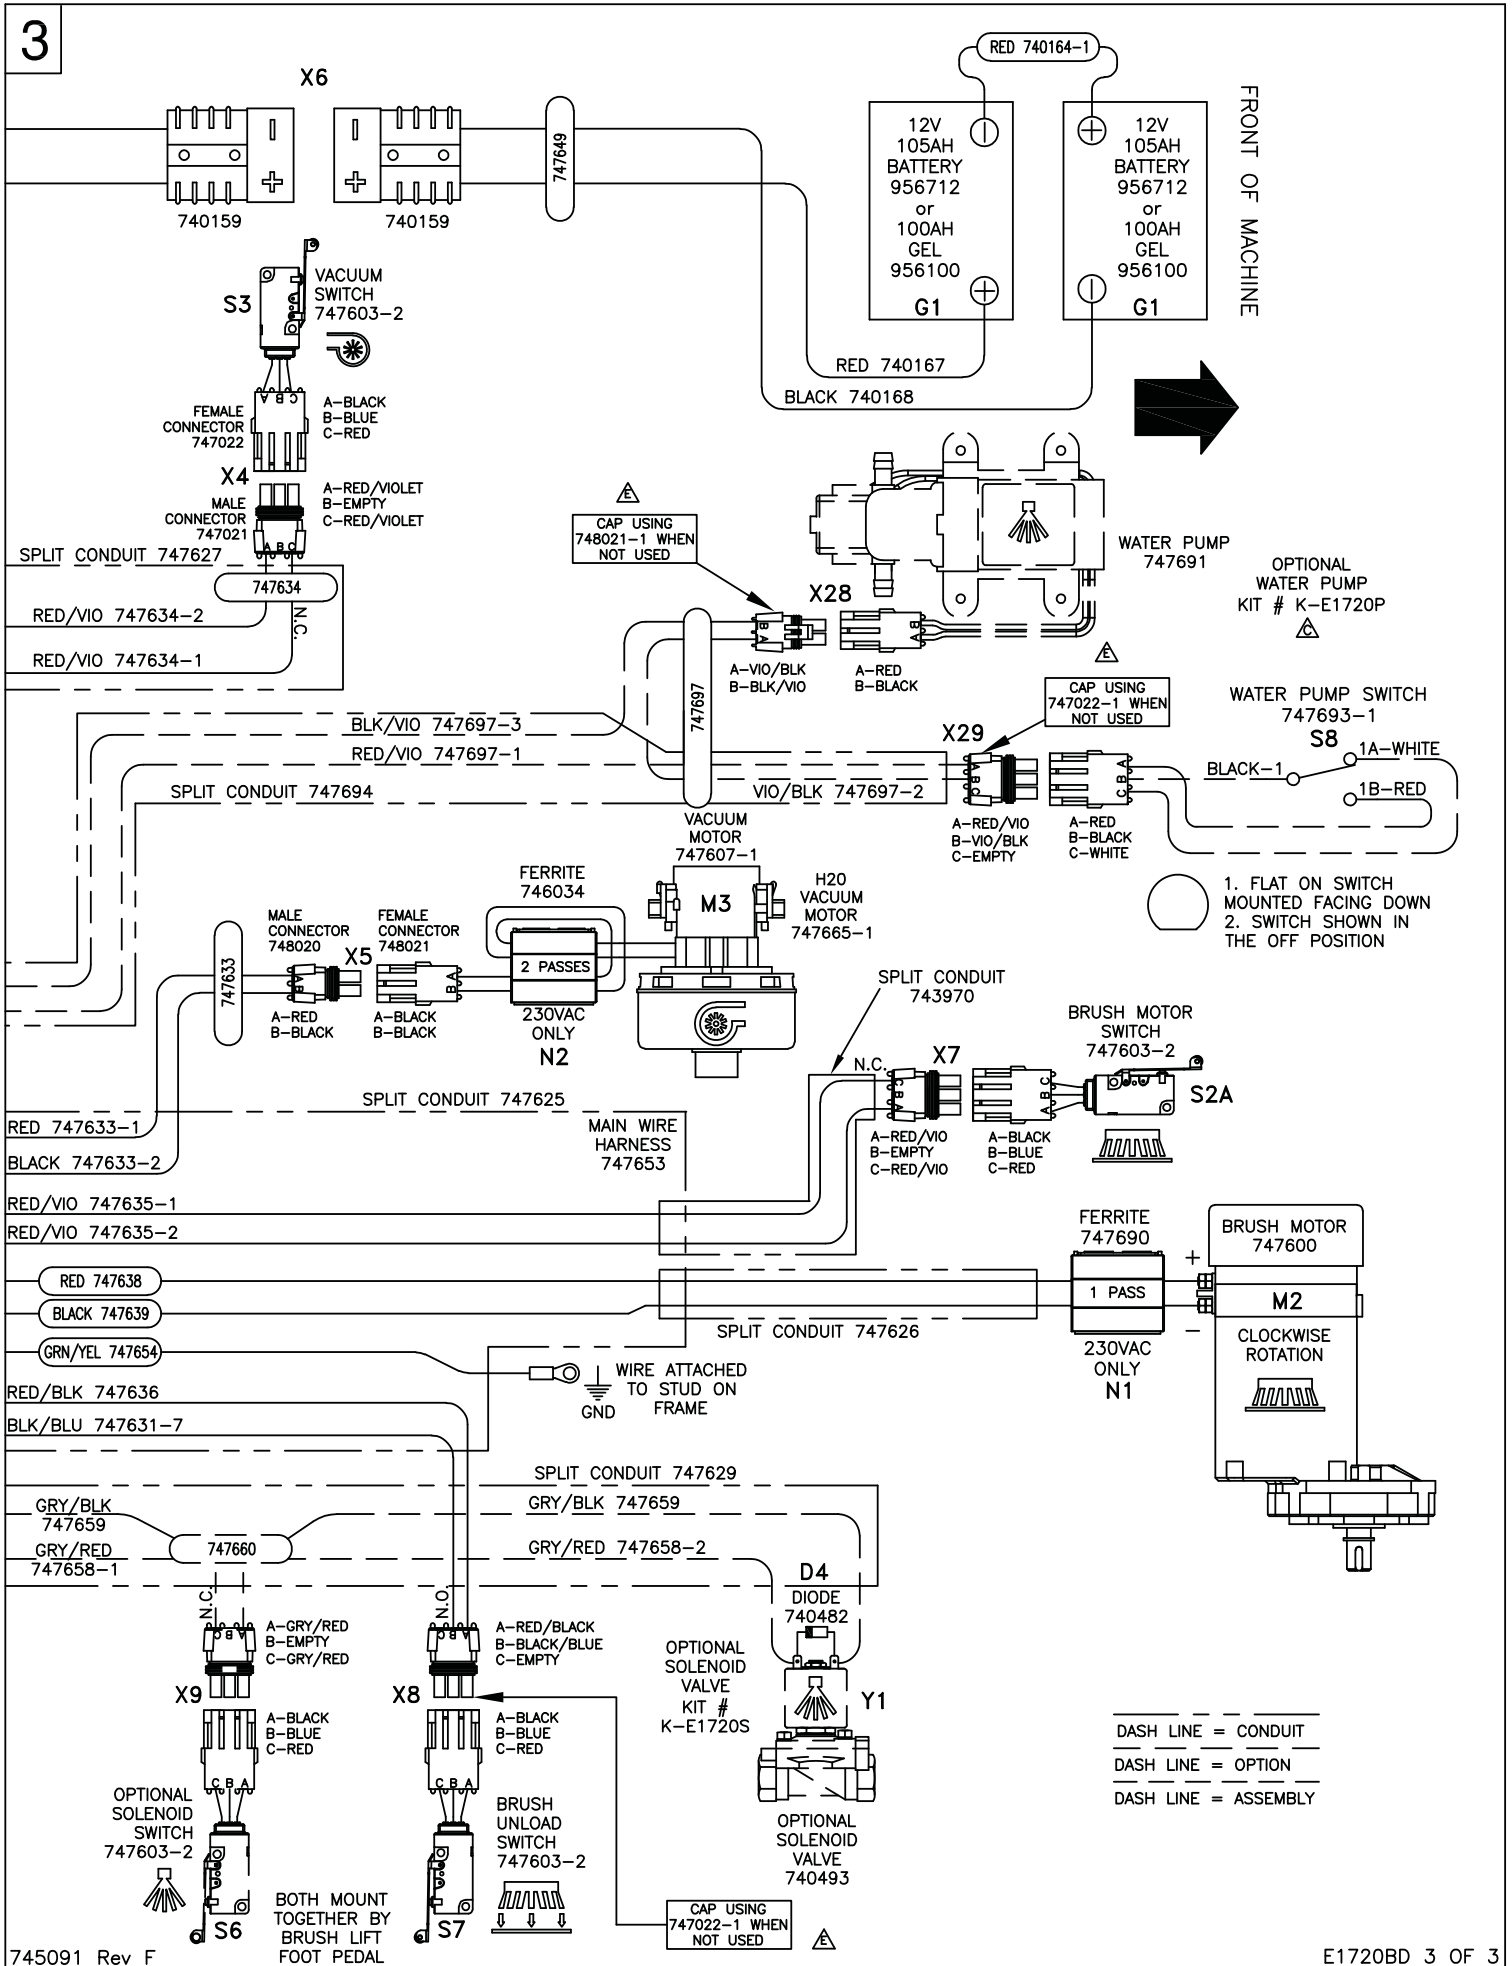 3
X6
RED 740164-1
747649
740159
740159
12V
105AH
BATTERY
956712
or
100AH
GEL
956100
G1
12V
105AH
BATTERY
956712
or
100AH
GEL
956100
G1
FRONT OF MACHINE
RED 740167
BLACK 740168
S3
VACUUM
SWITCH
747603-2
A B C
FEMALE
CONNECTOR
747022
A-BLACK
B-BLUE
C-RED
X4
MALE
CONNECTOR
747021
A-RED/VIOLET
B-EMPTY
C-RED/VIOLET
A B C
SPLIT CONDUIT 747627
747634
RED/VIO 747634-2
N.C.
RED/VIO 747634-1
E
CAP USING
748021-1 WHEN
NOT USED
X28
B
A
B
A
A-VIO/BLK
B-BLK/VIO
A-RED
B-BLACK
WATER PUMP
747691
OPTIONAL
WATER PUMP
KIT # K-E1720P
C
E
CAP USING
747022-1 WHEN
NOT USED
747697
BLK/VIO 747697-3
RED/VIO 747697-1
SPLIT CONDUIT 747694
VIO/BLK 747697-2
X29
A
B
C
A
B
C
A-RED/VIO
B-VIO/BLK
C-EMPTY
A-RED
B-BLACK
C-WHITE
WATER PUMP SWITCH
747693-1
S8
1A-WHITE
BLACK-1
1B-RED
1. FLAT ON SWITCH
MOUNTED FACING DOWN
2. SWITCH SHOWN IN
THE OFF POSITION
VACUUM
MOTOR
747607-1
M3
H20
VACUUM
MOTOR
747665-1
FERRITE
746034
2 PASSES
230VAC
ONLY
N2
747633
MALE
CONNECTOR
748020
X5
FEMALE
CONNECTOR
748021
A
B
A
B
A-RED
B-BLACK
A-BLACK
B-BLACK
SPLIT CONDUIT
743970
BRUSH MOTOR
SWITCH
747603-2
S2A
N.C.
X7
C
B
A
C
B
A
A-RED/VIO
B-EMPTY
C-RED/VIO
A-BLACK
B-BLUE
C-RED
SPLIT CONDUIT 747625
MAIN WIRE
HARNESS
747653
RED 747633-1
BLACK 747633-2
RED/VIO 747635-1
RED/VIO 747635-2
RED 747638
BLACK 747639
GRN/YEL 747654
SPLIT CONDUIT 747626
FERRITE
747690
1 PASS
230VAC
ONLY
N1
+
−
BRUSH MOTOR
747600
M2
CLOCKWISE
ROTATION
GND
WIRE ATTACHED
TO STUD ON
FRAME
RED/BLK 747636
BLK/BLU 747631-7
SPLIT CONDUIT 747629
GRY/BLK
747659
GRY/BLK 747659
747660
GRY/RED
747658-1
GRY/RED 747658-2
N.C.
C B A
A-GRY/RED
B-EMPTY
C-GRY/RED
X9
A-BLACK
B-BLUE
C-RED
C B A
OPTIONAL
SOLENOID
SWITCH
747603-2
S6
BOTH MOUNT
TOGETHER BY
BRUSH LIFT
FOOT PEDAL
N.O.
C B A
A-RED/BLACK
B-BLACK/BLUE
C-EMPTY
X8
A-BLACK
B-BLUE
C-RED
C B A
BRUSH
UNLOAD
SWITCH
747603-2
S7
D4
DIODE
740482
OPTIONAL
SOLENOID
VALVE
KIT #
K-E1720S
Y1
OPTIONAL
SOLENOID
VALVE
740493
CAP USING
747022-1 WHEN
NOT USED
E
DASH LINE = CONDUIT
DASH LINE = OPTION
DASH LINE = ASSEMBLY
745091 Rev F
E1720BD 3 OF 3